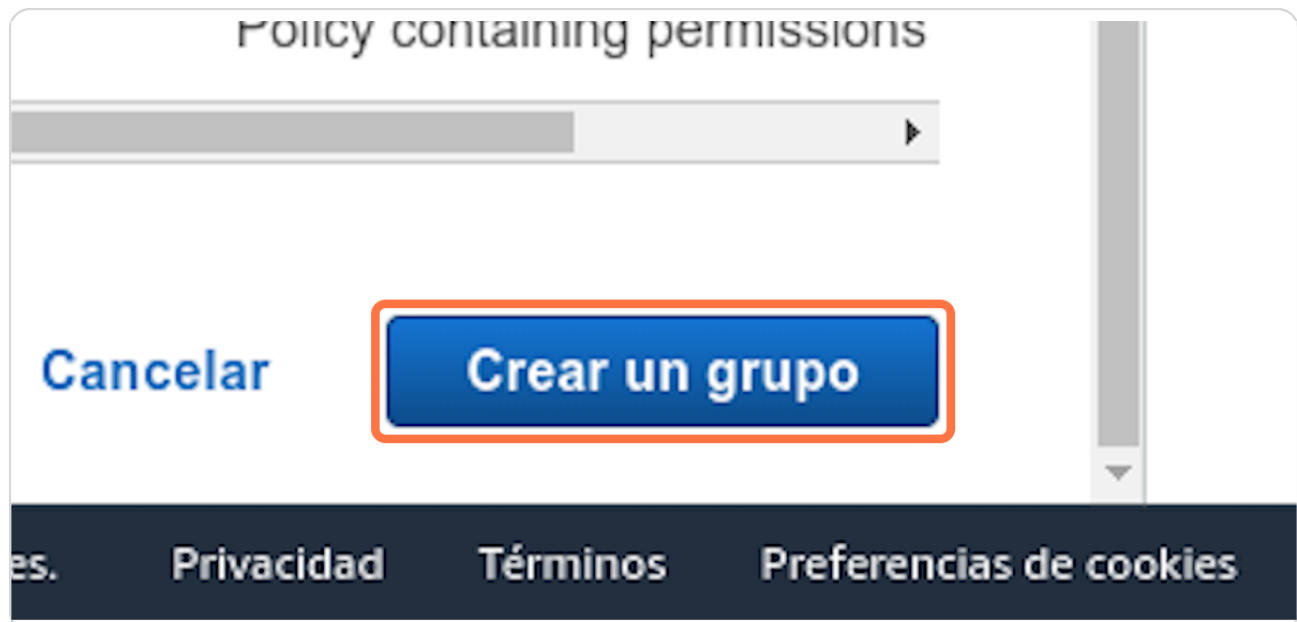 Policy containing permissions
Cancelar
Crear un grupo
es.
Privacidad
Términos
Preferencias de cookies